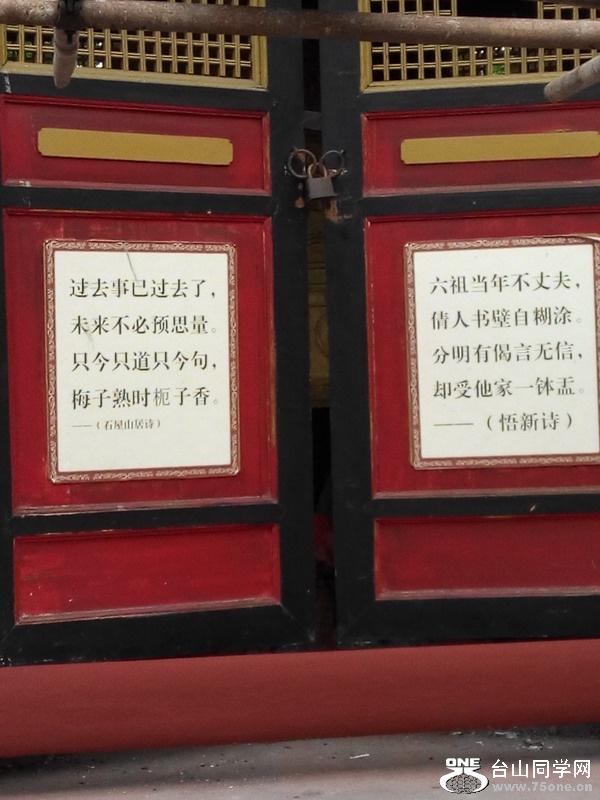 过去事已过去了，
未来不必预思量。
只今只道只今句，
梅子熟时栀子香。
——（石屋山居诗）
六祖当年不丈夫，
倩人书壁自糊涂。
分明有偈言无信，
却受他家一钵盂。
——（悟新诗）
ONE 台山同学网
www.75one.cn